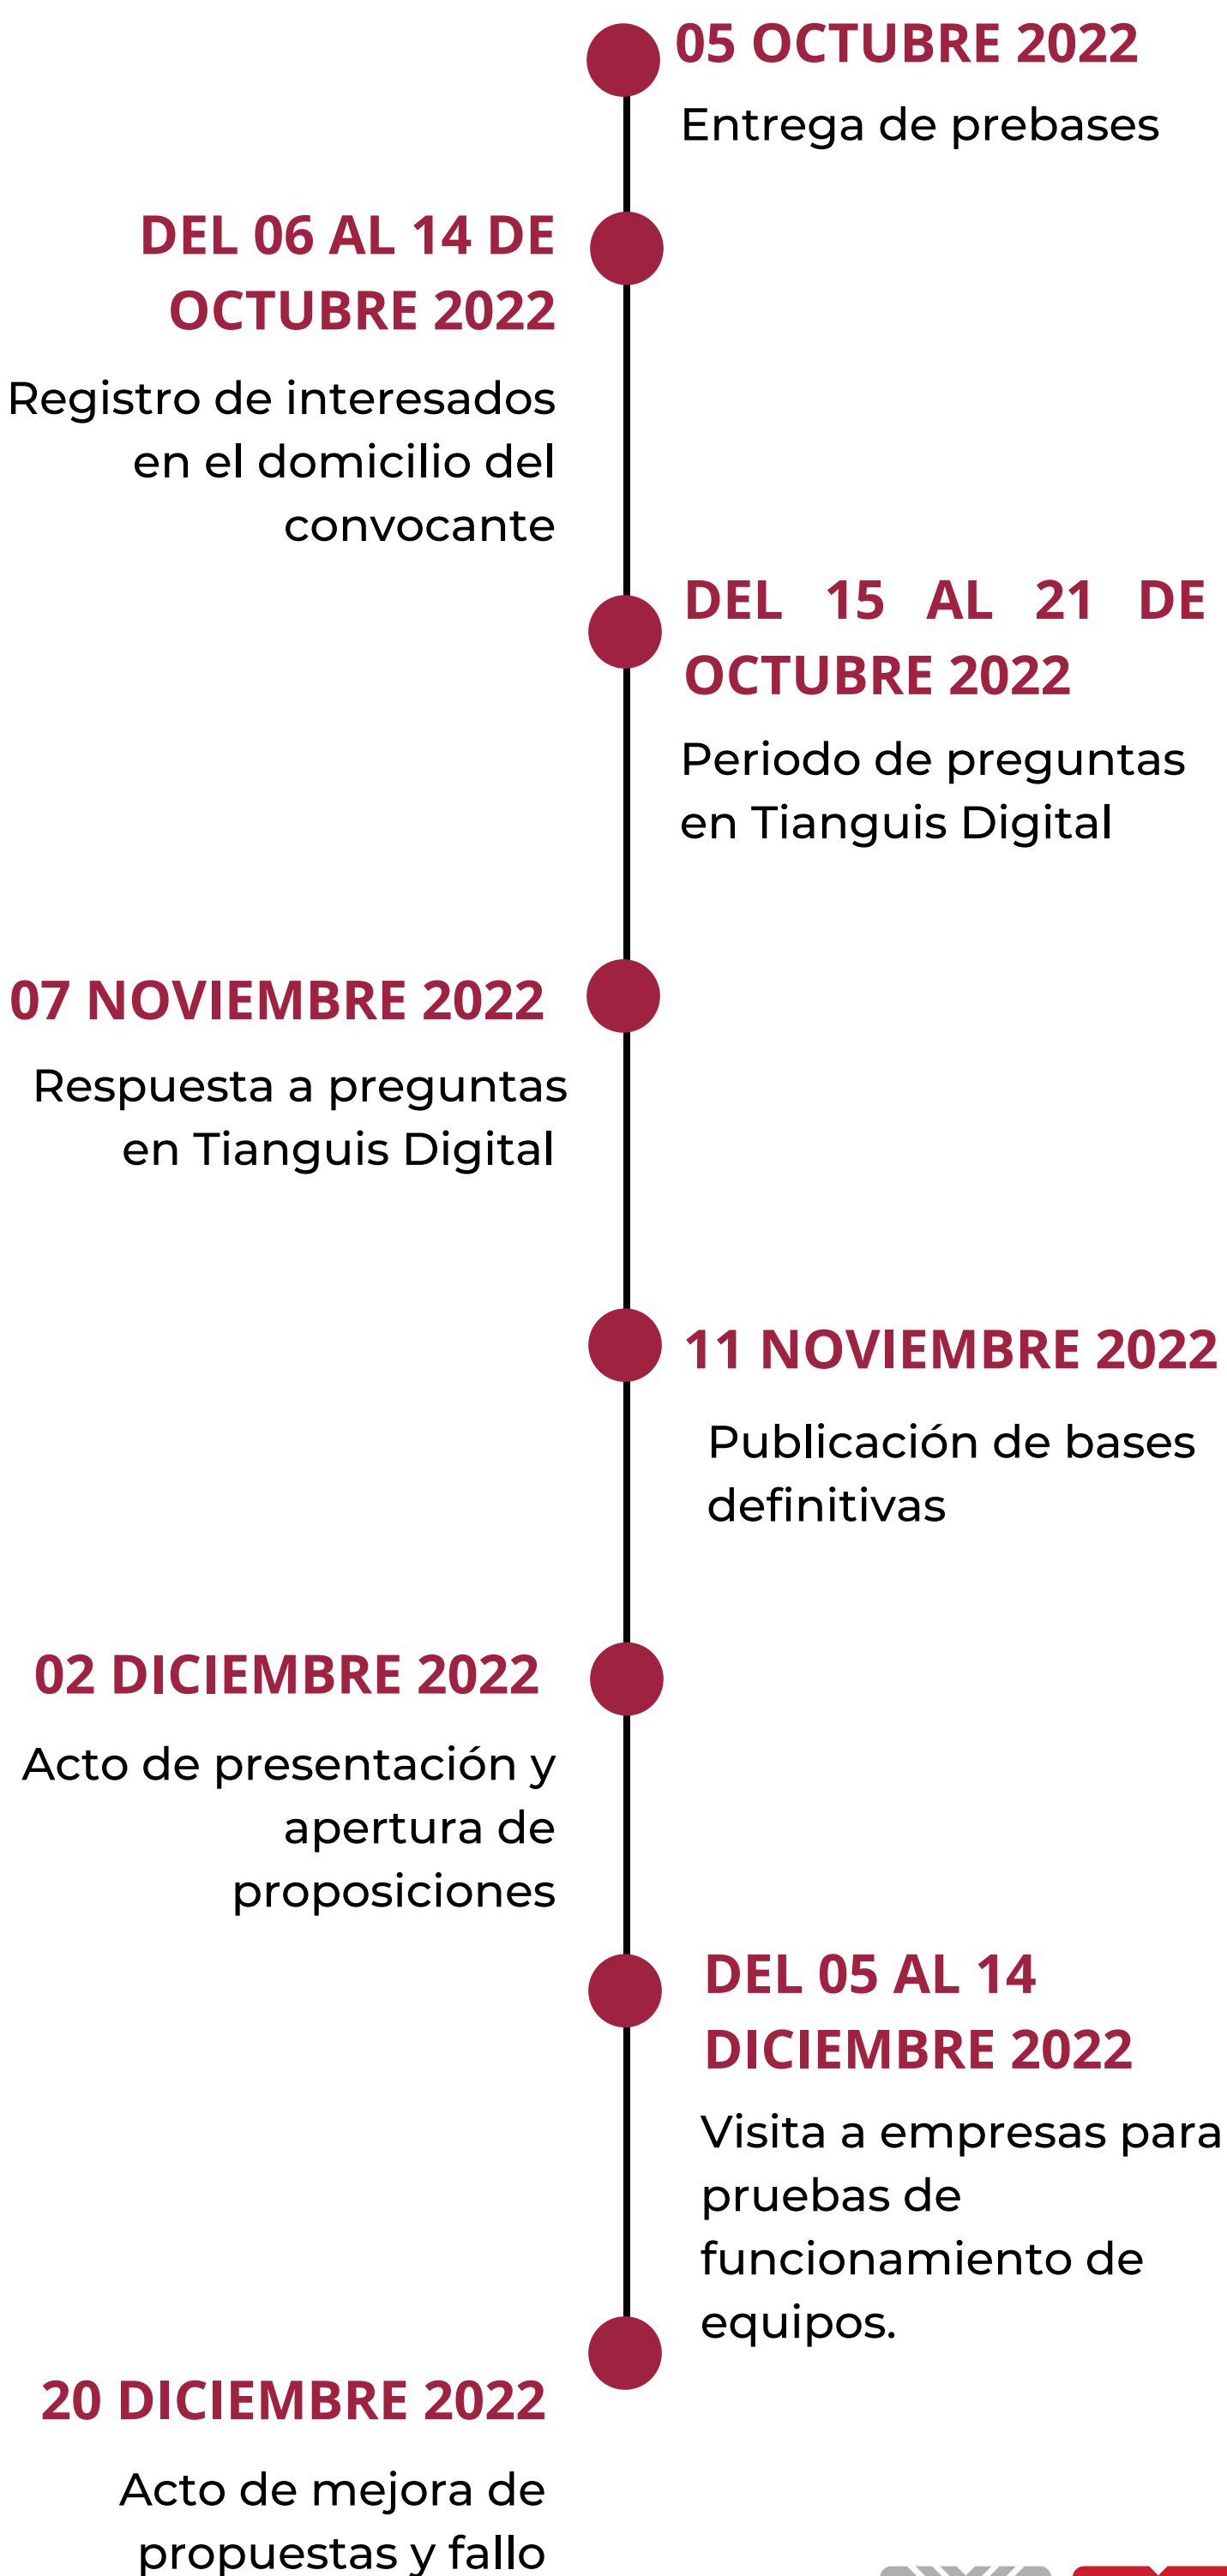 05 OCTUBRE 2022
Entrega de prebases
DEL 06 AL 14 DE
OCTUBRE 2022
Registro de interesados
en el domicilio del
convocante
DEL 15 AL 21 DE
OCTUBRE 2022
Periodo de preguntas
en Tianguis Digital
07 NOVIEMBRE 2022
Respuesta a preguntas
en Tianguis Digital
11 NOVIEMBRE 2022
Publicación de bases
definitivas
02 DICIEMBRE 2022
Acto de presentación y
apertura de
proposiciones
DEL 05 AL 14
DICIEMBRE 2022
Visita a empresas para
pruebas de
funcionamiento de
equipos.
20 DICIEMBRE 2022
Acto de mejora de
propuestas y fallo